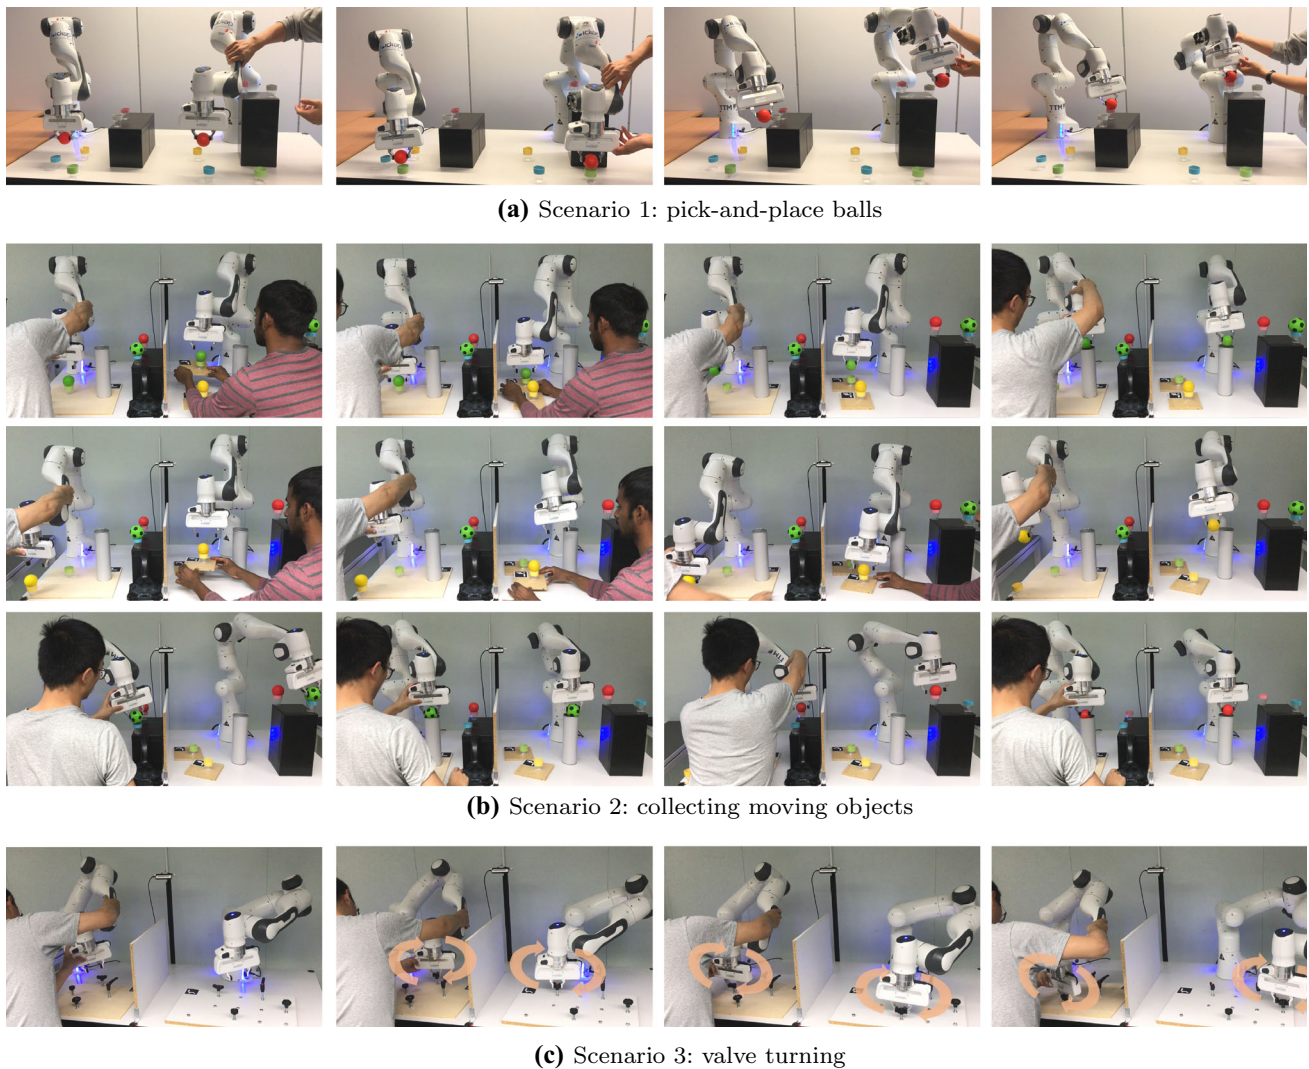 (a) Scenario 1: pick-and-place balls
(b) Scenario 2: collecting moving objects
(c) Scenario 3: valve turning